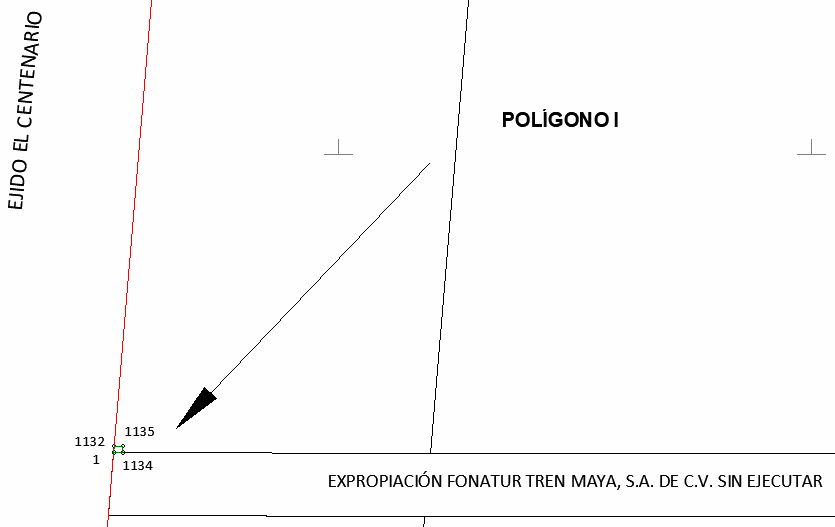 EJIDO EL CENTENARIO
POLÍGONO I
1135
1132
1
1134
EXPROPIACIÓN FONATUR TREN MAYA, S.A. DE C.V. SIN EJECUTAR